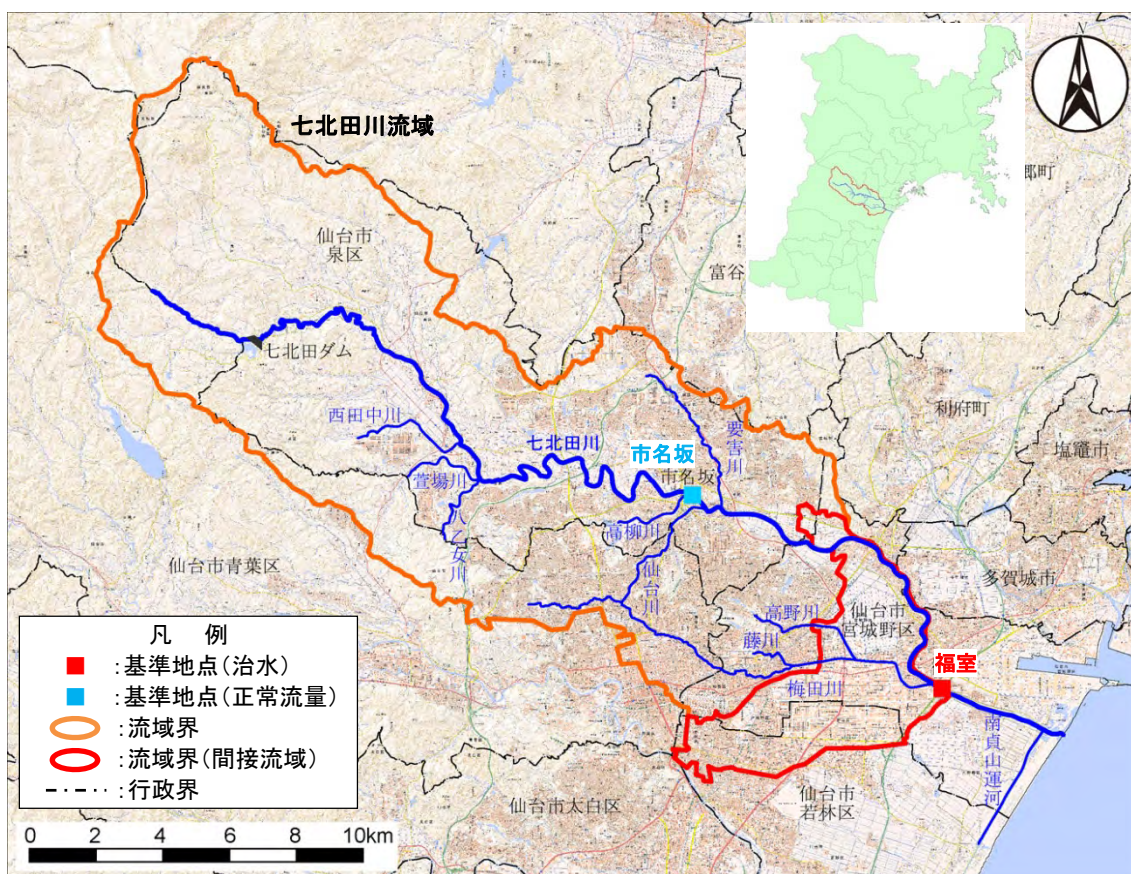 七北田川流域
N
郷町
仙台市
泉区
富谷
七北田ダム
利府町
塩竈市
西田中川
七北田川
市名坂
市名坂
要害川
萱場川
八乙女川
高柳川
仙台川
仙台市青葉区
多賀城市
高野川
仙台市
宮城野区
藤川
福室
梅田川
南貞山運河
仙台市太白区
仙台市
若林区
凡 例
:基準地点(治水)
:基準地点(正常流量)
:流域界
:流域界(間接流域)
:行政界
0 2 4 6 8 10km